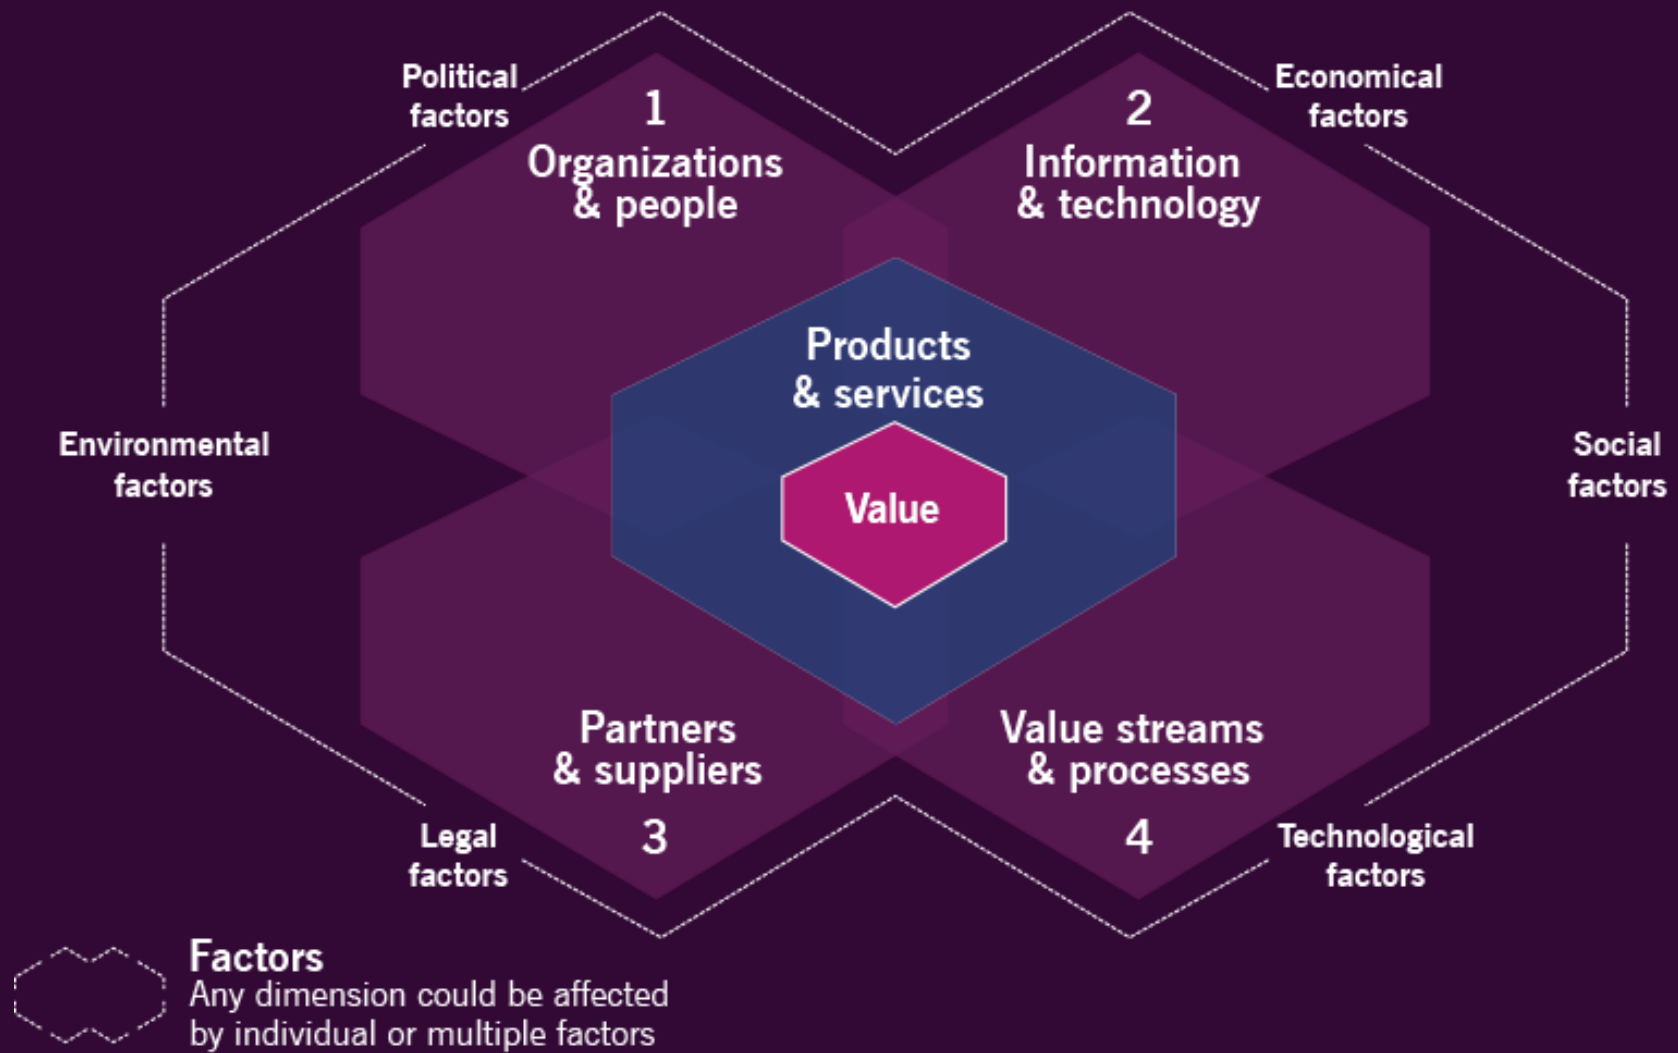 Political
factors
Economical
factors
1
Organizations
& people
2
Information
& technology
Products
& services
Environmental
factors
Value
Social
factors
Partners
& suppliers
3
Value streams
& processes
4
Legal
factors
Technological
factors
Factors
Any dimension could be affected
by individual or multiple factors